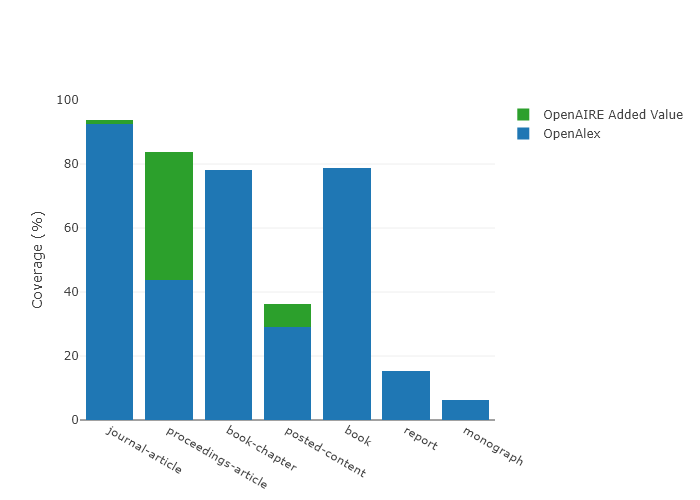 100
80
60
40
20
0
Coverage (%)
journal-article
proceedings-article
book-chapter
posted-content
book
report
monograph
OpenAIRE Added Value
OpenAlex